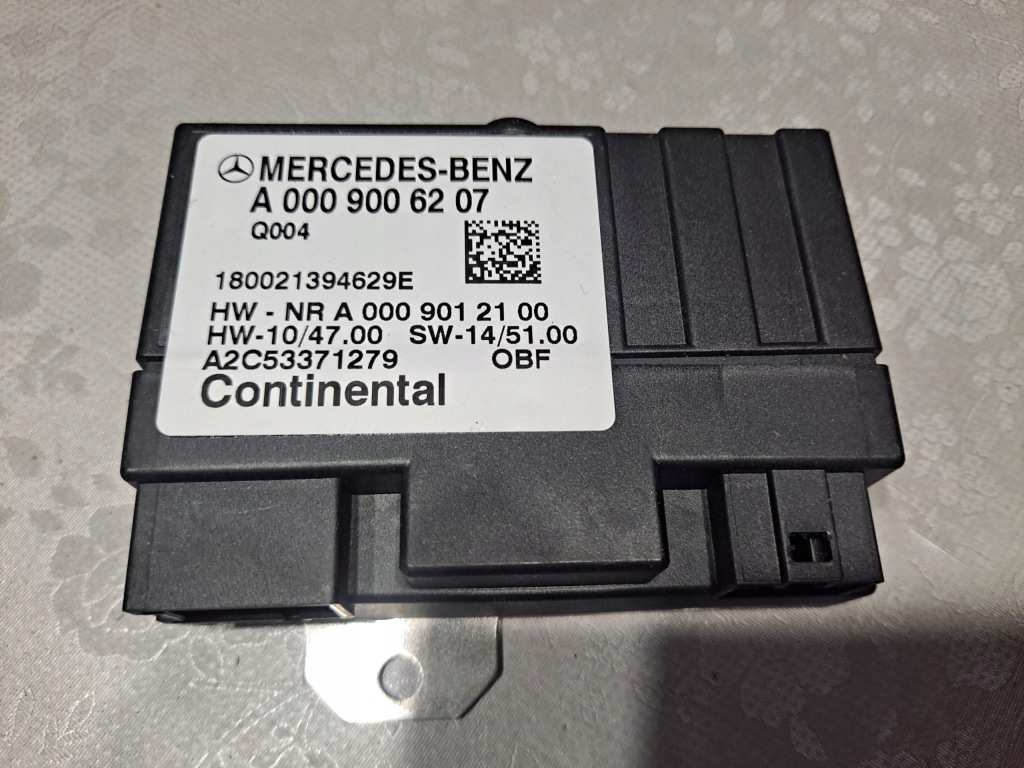 MERCEDES-BENZ
A 000 900 62 07
Q004
180021394629E
HW - NR A 000 901 21 00
HW-10/47.00 SW-14/51.00
A2C53371279 OBF
Continental